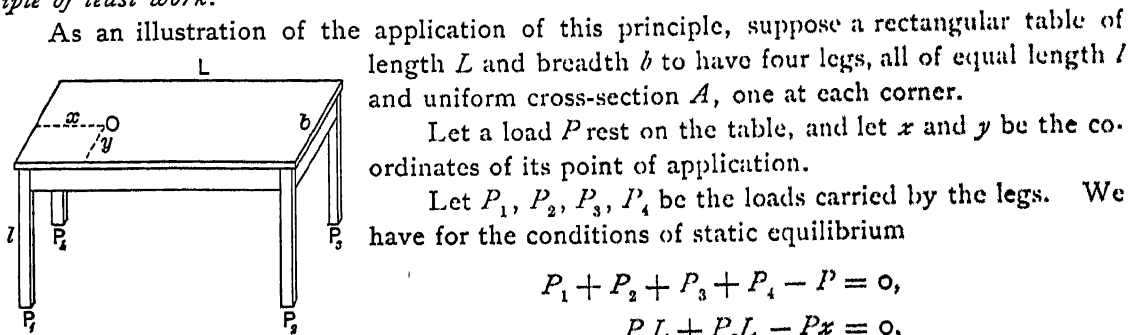 iple of least work.
As an illustration of the application of this principle, suppose a rectangular table of
length L and breadth b to have four legs, all of equal length l
and uniform cross-section A, one at each corner.
Let a load P rest on the table, and let x and y be the co-
ordinates of its point of application.
Let P₁, P₂, P₃, P₄ be the loads carried by the legs. We
have for the conditions of static equilibrium
P₁ + P₂ + P₃ + P₄ − P = 0,
L + P L − Px = 0,
L
x O
y
b
l
P₄
P₃
P₁
P₂